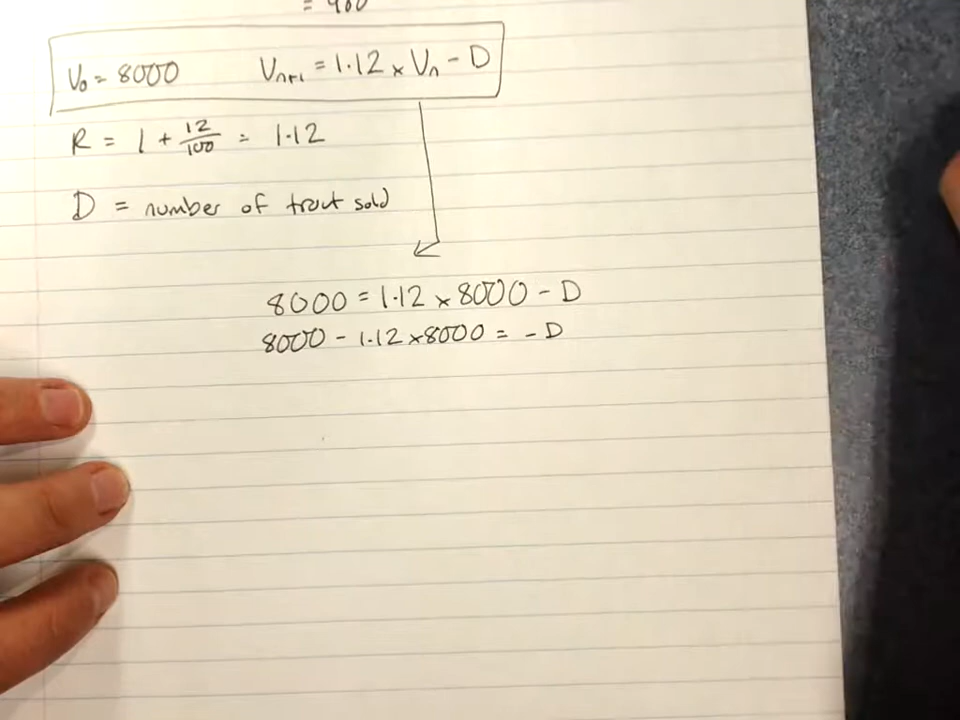 = 960
V₀ = 8000 Vₙ₊₁ = 1.12 × Vₙ - D
R = 1 + 12/100 = 1.12
D = number of trout sold
8000 = 1.12 × 8000 - D
8000 - 1.12 × 8000 = - D